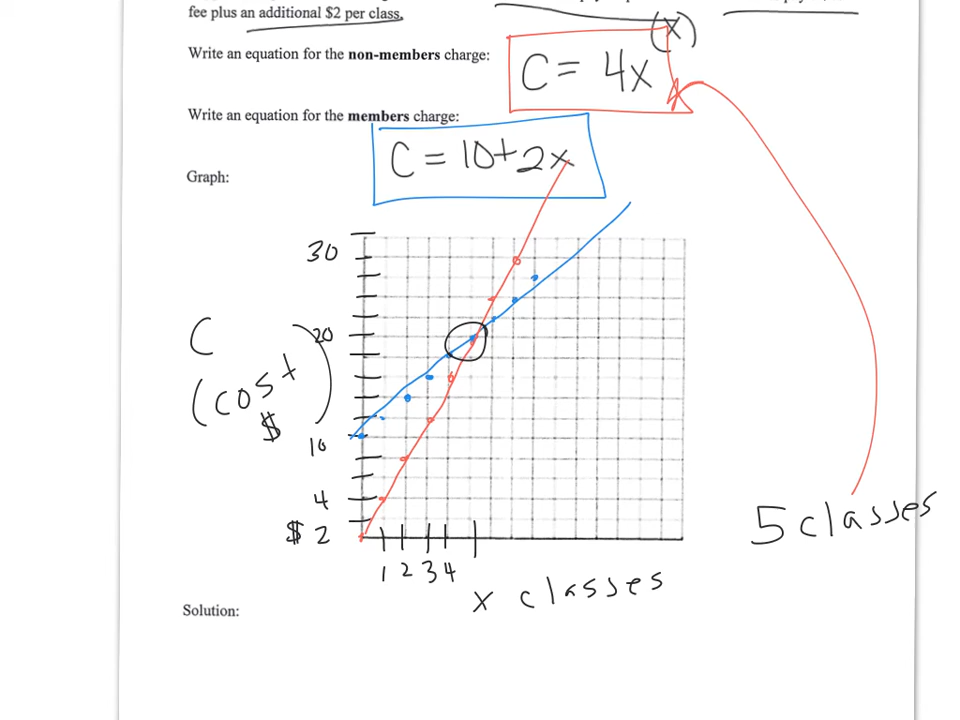 fee plus an additional $2 per class.
(x)
Write an equation for the non-members charge:
C = 4x
Write an equation for the members charge:
C = 10+2x
Graph:
30
20
C
(cost
$)
10
4
$ 2
1 2 3 4
x classes
5 classes
Solution: